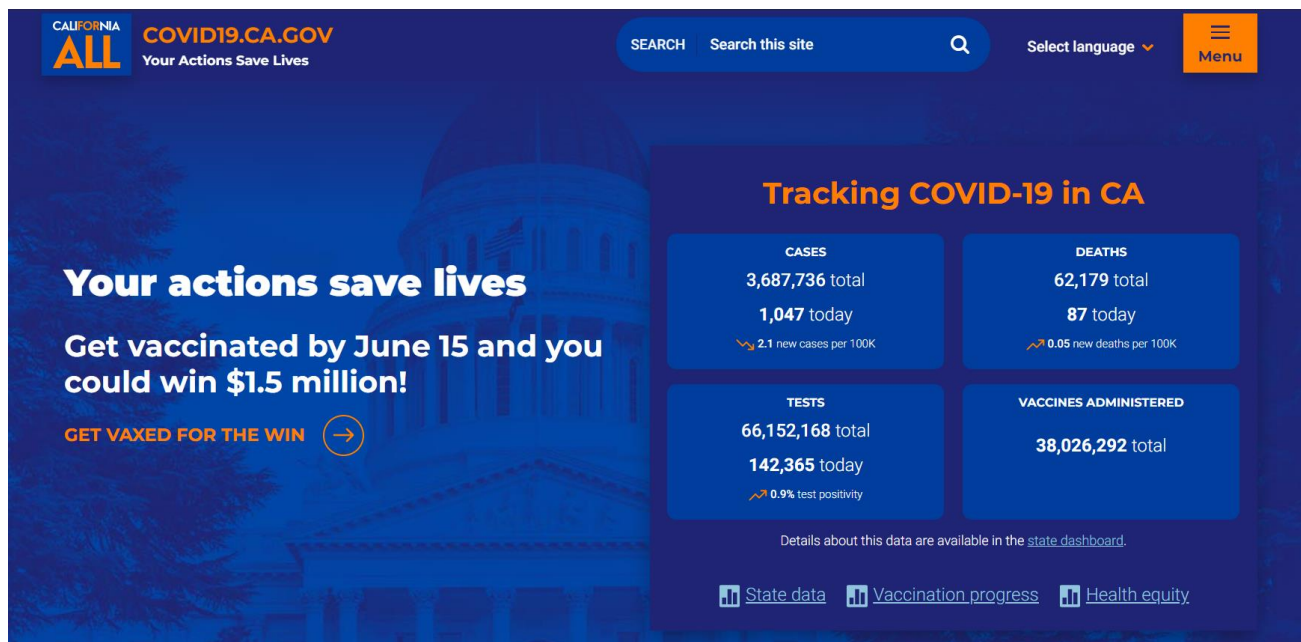 CALIFORNIA
ALL
COVID19.CA.GOV
Your Actions Save Lives
SEARCH Search this site
Select language
Menu
Your actions save lives
Get vaccinated by June 15 and you
could win $1.5 million!
GET VAXED FOR THE WIN
Tracking COVID-19 in CA
CASES
3,687,736 total
1,047 today
2.1 new cases per 100K
DEATHS
62,179 total
87 today
0.05 new deaths per 100K
TESTS
66,152,168 total
142,365 today
0.9% test positivity
VACCINES ADMINISTERED
38,026,292 total
Details about this data are available in the state dashboard.
State data Vaccination progress Health equity